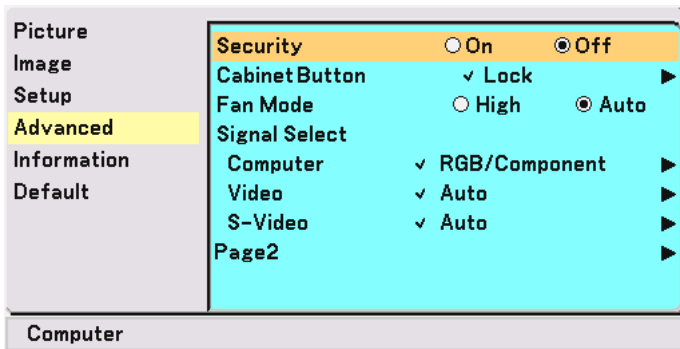 Picture
Image
Setup
Advanced
Information
Default
Security On Off
Cabinet Button Lock
Fan Mode High Auto
Signal Select
Computer RGB/Component
Video Auto
S-Video Auto
Page2
Computer